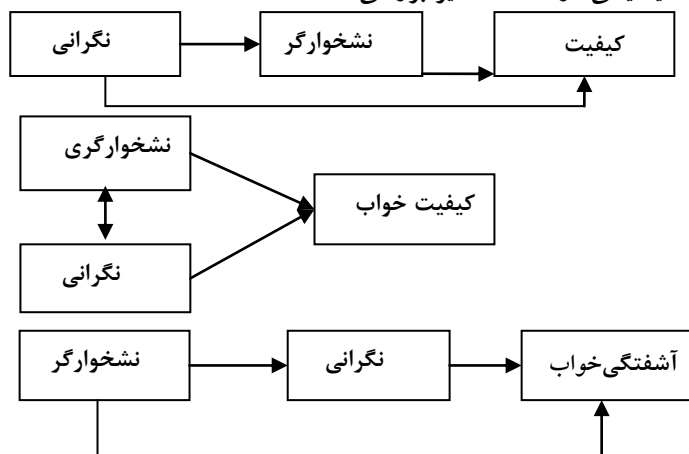 نگرانی نشخوارگر کیفیت
نشخوارگری
کیفیت خواب
نگرانی
نشخوارگر نگرانی آشفتگی‌خواب